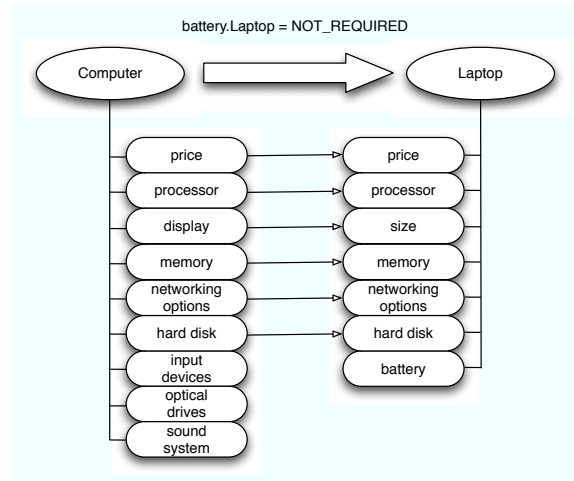 battery.Laptop = NOT_REQUIRED
Computer
Laptop
price
price
processor
processor
display
size
memory
memory
networking
options
networking
options
hard disk
hard disk
input
devices
battery
optical
drives
sound
system